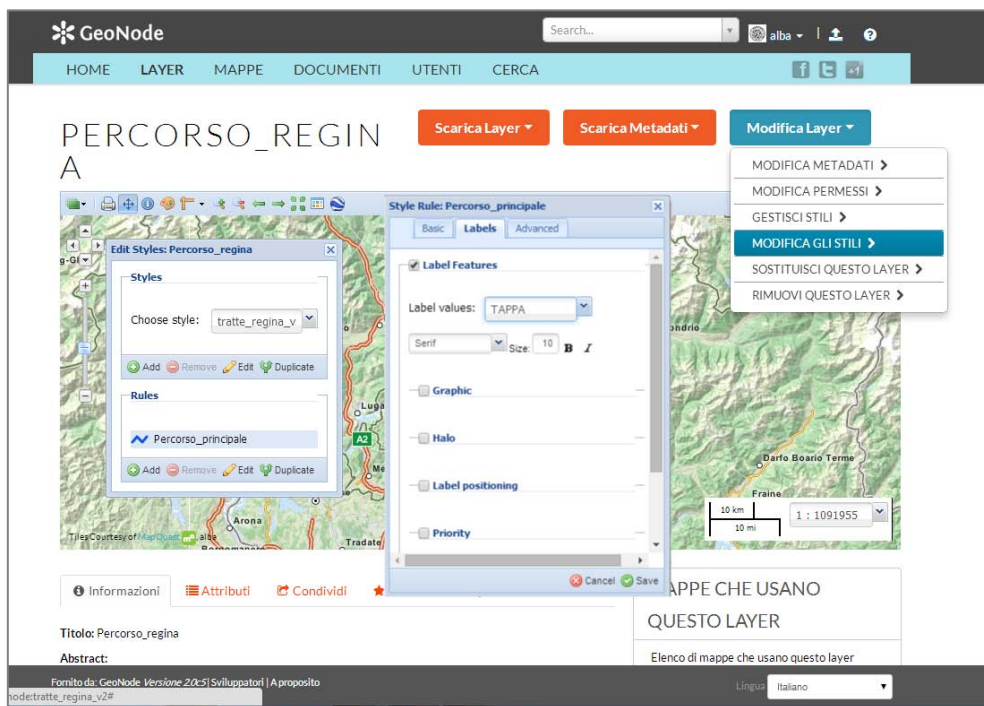 GeoNode
Search...
alba
HOME LAYER MAPPE DOCUMENTI UTENTI CERCA
PERCORSO_REGIN
A
Scarica Layer
Scarica Metadati
Modifica Layer
MODIFICA METADATI
MODIFICA PERMESSI
GESTISCI STILI
MODIFICA GLI STILI
SOSTITUISCI QUESTO LAYER
RIMUOVI QUESTO LAYER
Edit Styles: Percorso_regina
Styles
Choose style: tratte_regina_v
Add Remove Edit Duplicate
Rules
Percorso_principale
Add Remove Edit Duplicate
Style Rule: Percorso_principale
Basic Labels Advanced
Label Features
Label values: TAPPA
Serif Size: 10 B I
Graphic
Halo
Label positioning
Priority
Cancel Save
Luga
A2
Me
Arona
Tradate
ondrio
Darfo Boario Terme
Fraine
10 km
10 mi
1 : 1091955
Tiles Courtesy of MapQuest
Informazioni Attributi Condividi
Titolo: Percorso_regina
Abstract:
MAPPE CHE USANO
QUESTO LAYER
Elenco di mappe che usano questo layer
Fornito da: GeoNode Versione 2.0c5| Sviluppatori | A proposito
Lingua Italiano
node:tratte_regina_v2#